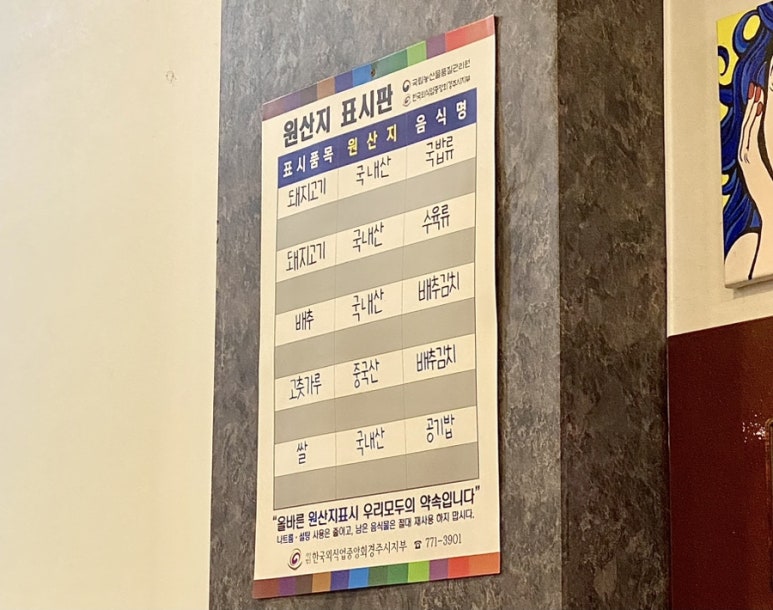 원산지 표시판
국립농산물품질관리원
한국외식업중앙회경주시지부
표시품목 원산지 음식명
돼지고기 국내산 국밥류
돼지고기 국내산 수육류
배추 국내산 배추김치
고춧가루 중국산 배추김치
쌀 국내산 공기밥
“올바른 원산지표시 우리모두의 약속입니다”
나트륨·설탕 사용은 줄이고, 남은 음식물은 절대 재사용 하지 맙시다.
한국외식업중앙회경주시지부 ☎ 771-3901